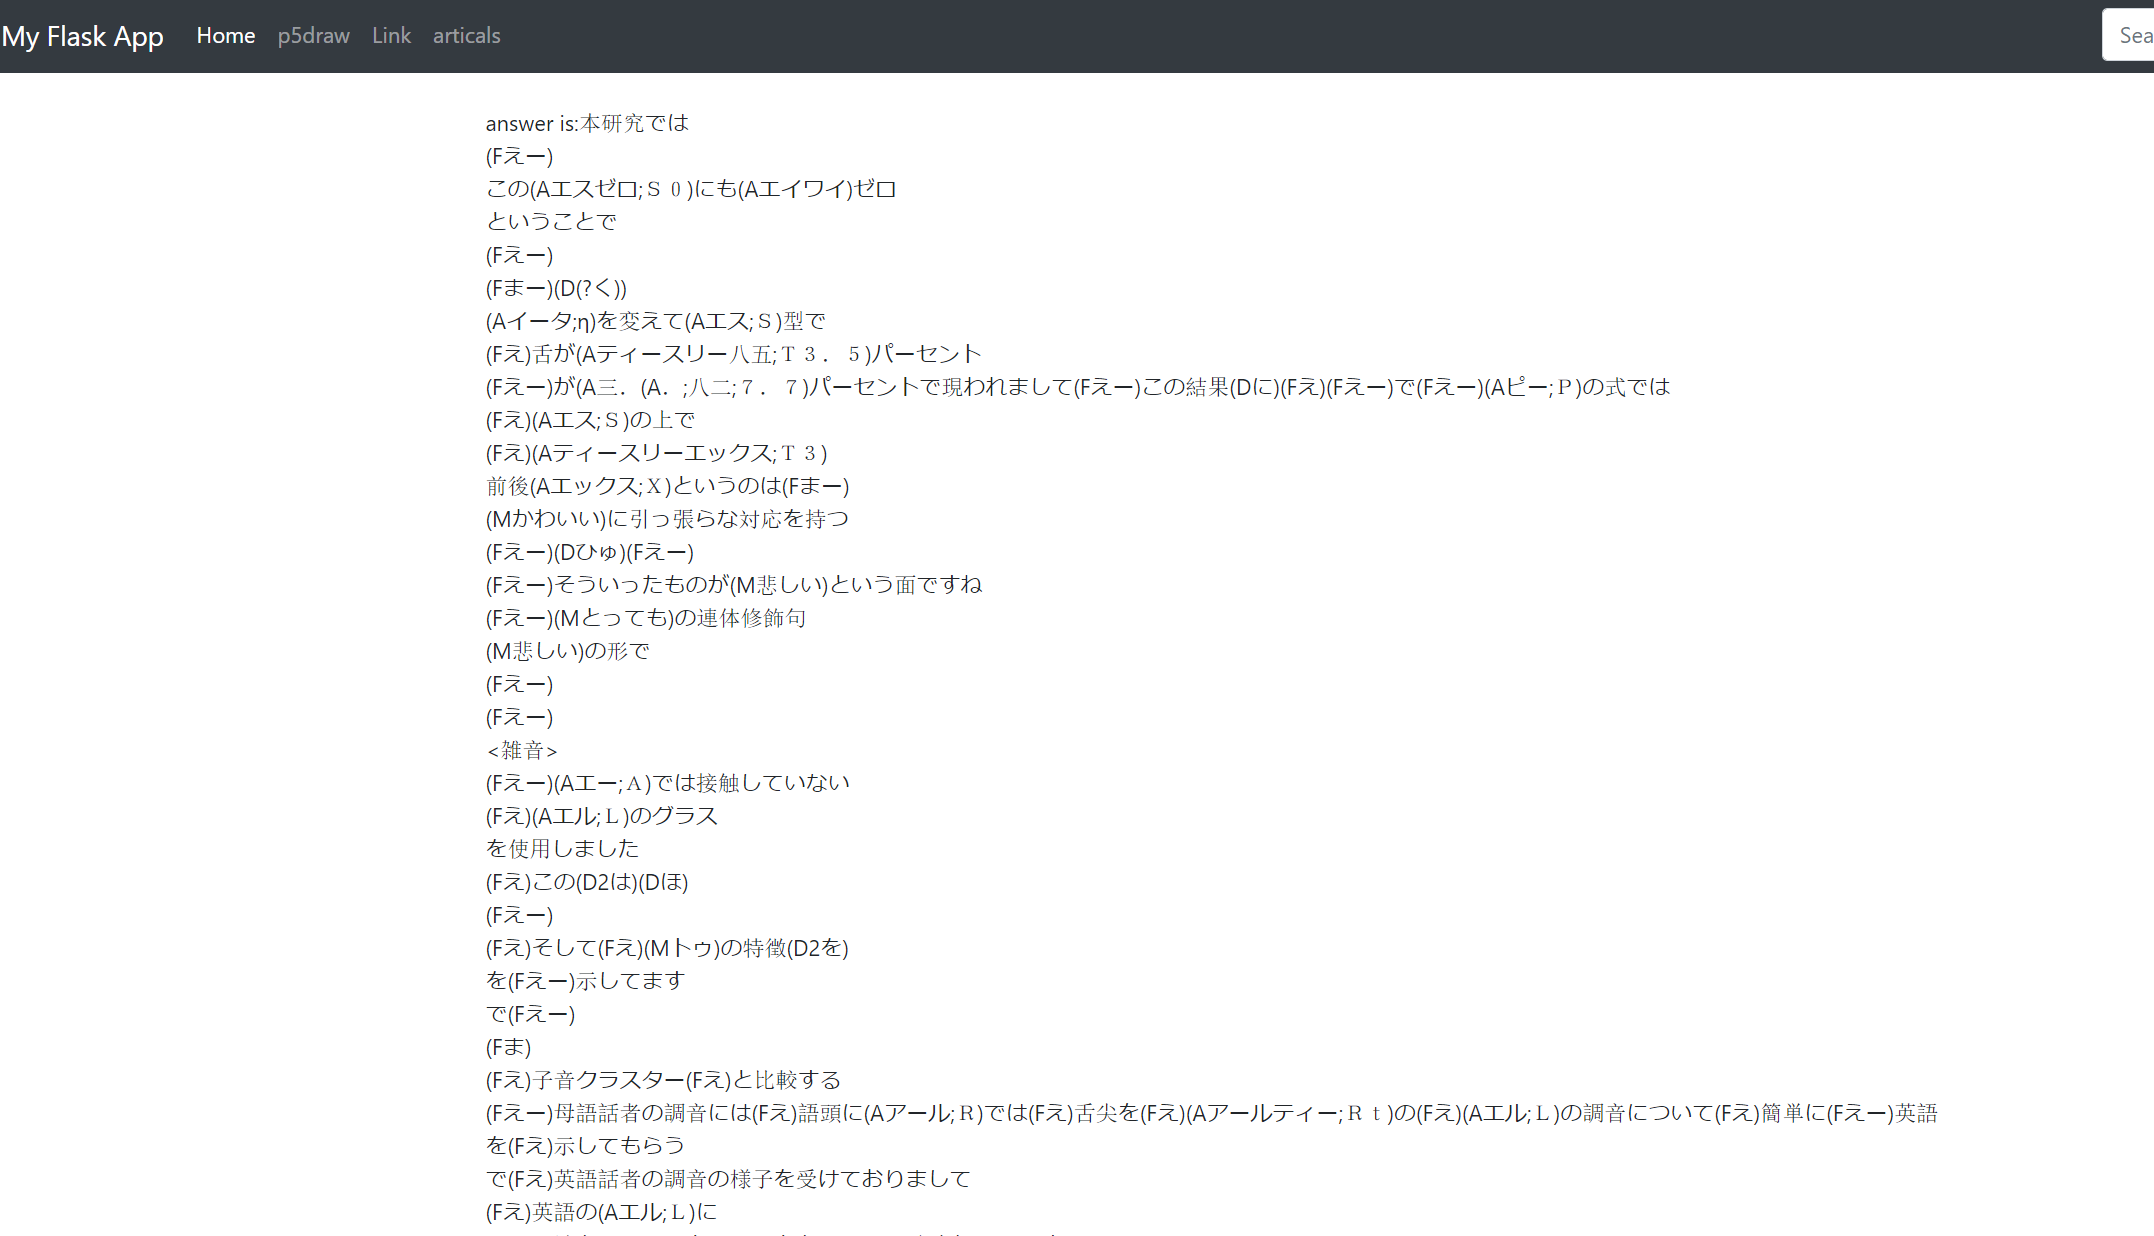 My Flask App Home p5draw Link articals Sea
answer is:本研究では
(Fえー)
この(Aエスゼロ;Ｓ０)にも(Aエイワイ)ゼロ
ということで
(Fえー)
(Fまー)(D(?く))
(Aイータ;η)を変えて(Aエス;Ｓ)型で
(Fえ)舌が(Aティースリー八五;Ｔ３．５)パーセント
(Fえー)が(A三．(A．;八二;７．７)パーセントで現われまして(Fえー)この結果(Dに)(Fえ)(Fえー)で(Fえー)(Aピー;Ｐ)の式では
(Fえ)(Aエス;Ｓ)の上で
(Fえ)(Aティースリーエックス;Ｔ３)
前後(Aエックス;Ｘ)というのは(Fまー)
(Mかわいい)に引っ張らな対応を持つ
(Fえー)(Dひゅ)(Fえー)
(Fえー)そういったものが(M悲しい)という面ですね
(Fえー)(Mとっても)の連体修飾句
(M悲しい)の形で
(Fえー)
(Fえー)
<雑音>
(Fえー)(Aエー;Ａ)では接触していない
(Fえ)(Aエル;Ｌ)のグラス
を使用しました
(Fえ)この(D2は)(Dほ)
(Fえー)
(Fえ)そして(Fえ)(Mトゥ)の特徴(D2を)
を(Fえー)示してます
で(Fえー)
(Fま)
(Fえ)子音クラスター(Fえ)と比較する
(Fえー)母語話者の調音には(Fえ)語頭に(Aアール;Ｒ)では(Fえ)舌尖を(Fえ)(Aアールティー;Ｒｔ)の(Fえ)(Aエル;Ｌ)の調音について(Fえ)簡単に(Fえー)英語
を(Fえ)示してもらう
で(Fえ)英語話者の調音の様子を受けておりまして
(Fえ)英語の(Aエル;Ｌ)に